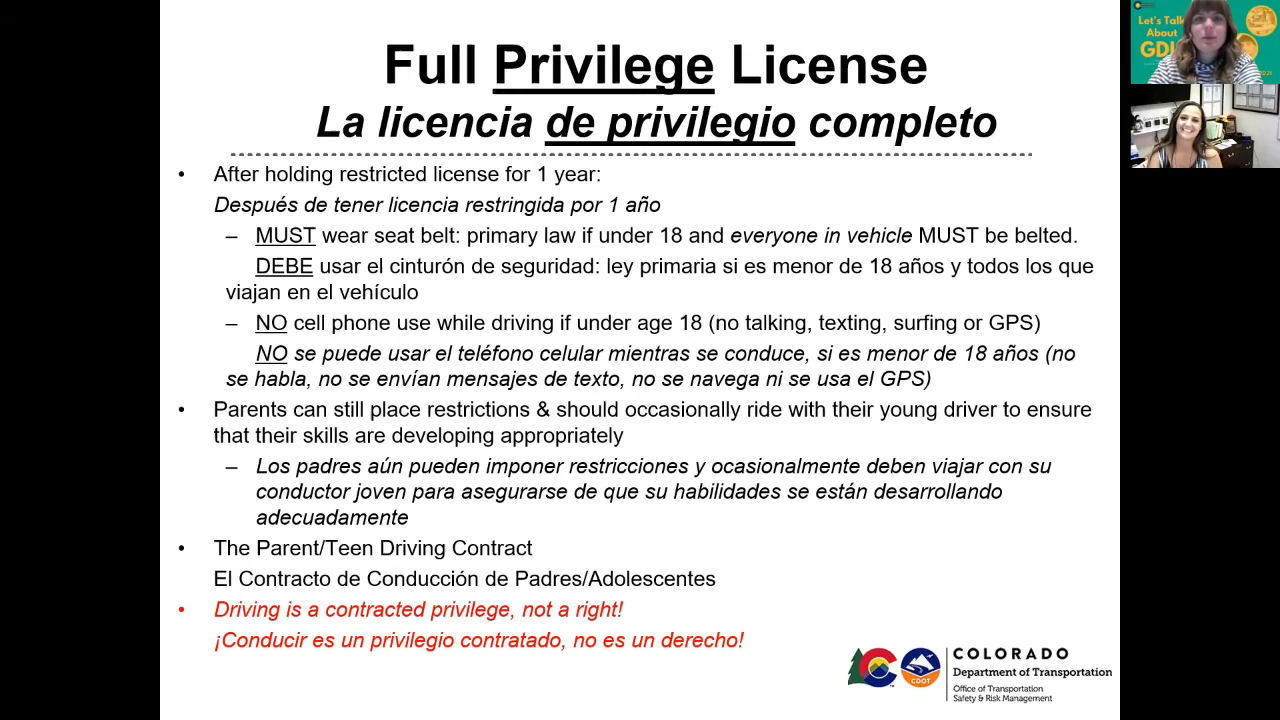 Full Privilege License
La licencia de privilegio completo
• After holding restricted license for 1 year:
Después de tener licencia restringida por 1 año
– MUST wear seat belt: primary law if under 18 and everyone in vehicle MUST be belted.
DEBE usar el cinturón de seguridad: ley primaria si es menor de 18 años y todos los que
viajan en el vehículo
– NO cell phone use while driving if under age 18 (no talking, texting, surfing or GPS)
NO se puede usar el teléfono celular mientras se conduce, si es menor de 18 años (no
se habla, no se envían mensajes de texto, no se navega ni se usa el GPS)
• Parents can still place restrictions & should occasionally ride with their young driver to ensure
that their skills are developing appropriately
– Los padres aún pueden imponer restricciones y ocasionalmente deben viajar con su
conductor joven para asegurarse de que su habilidades se están desarrollando
adecuadamente
• The Parent/Teen Driving Contract
El Contracto de Conducción de Padres/Adolescentes
• Driving is a contracted privilege, not a right!
¡Conducir es un privilegio contratado, no es un derecho!
CDOT
COLORADO
Department of Transportation
Office of Transportation
Safety & Risk Management
Let's Talk
About